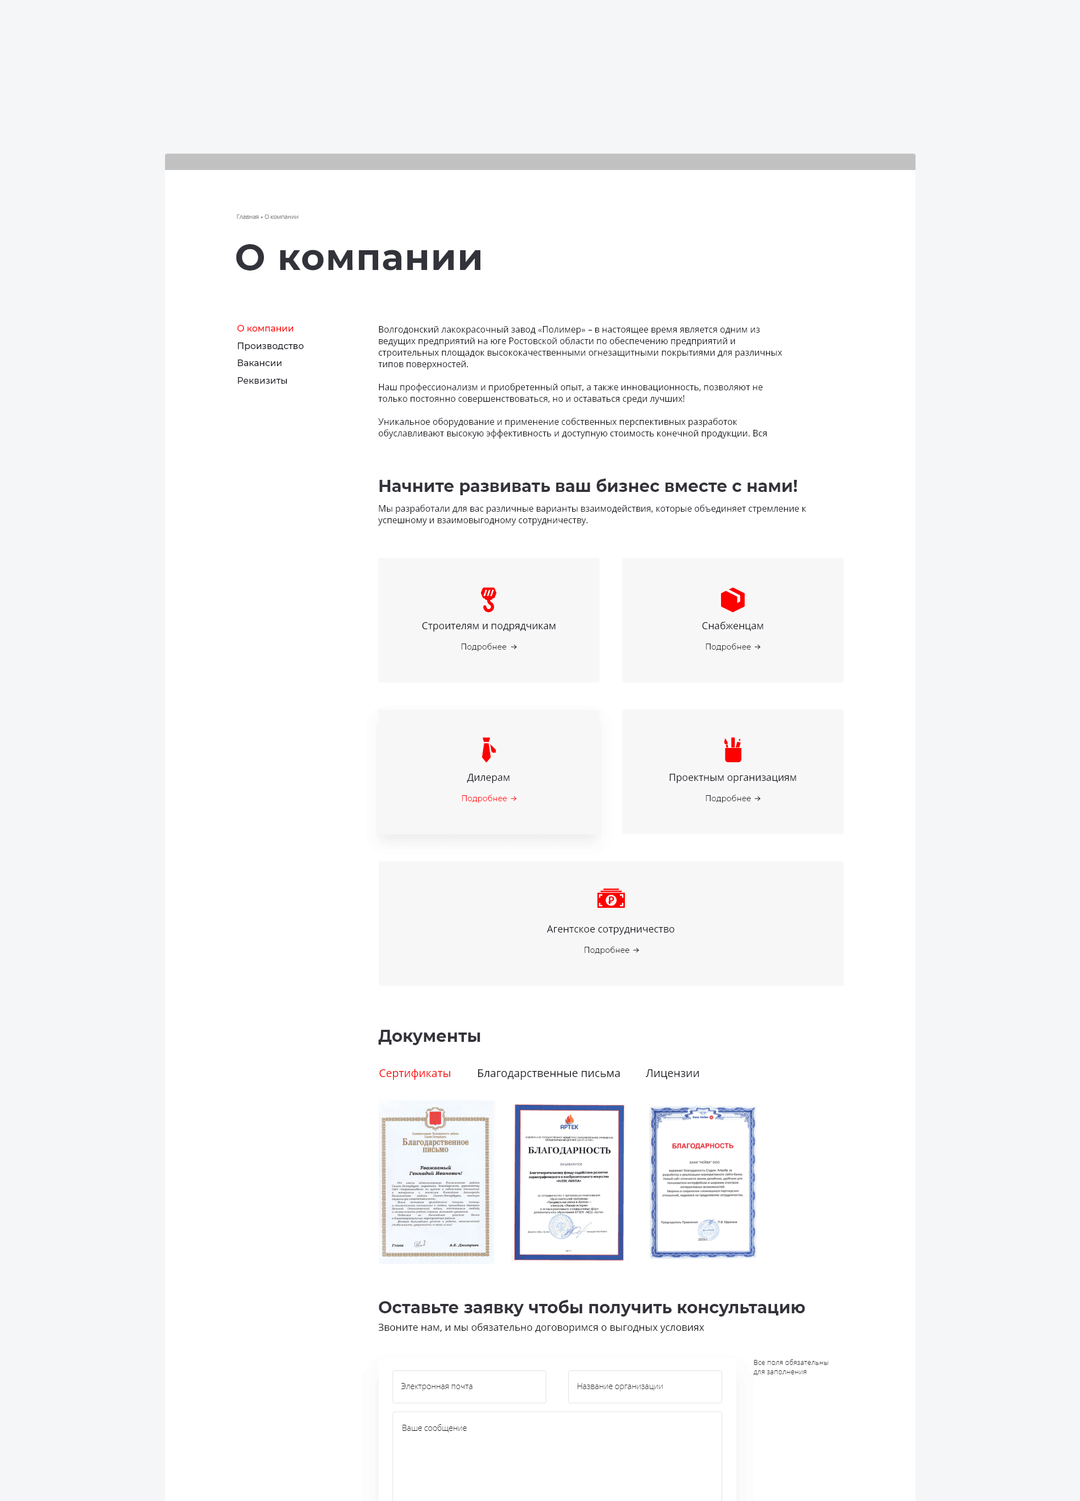 Главная • О компании
О компании
О компании
Производство
Вакансии
Реквизиты
Волгодонский лакокрасочный завод «Полимер» – в настоящее время является одним из
ведущих предприятий на юге Ростовской области по обеспечению предприятий и
строительных площадок высококачественными огнезащитными покрытиями для различных
типов поверхностей.
Наш профессионализм и приобретенный опыт, а также инновационность, позволяют не
только постоянно совершенствоваться, но и оставаться среди лучших!
Уникальное оборудование и применение собственных перспективных разработок
обуславливают высокую эффективность и доступную стоимость конечной продукции. Вся
Начните развивать ваш бизнес вместе с нами!
Мы разработали для вас различные варианты взаимодействия, которые объединяет стремление к
успешному и взаимовыгодному сотрудничеству.
Строителям и подрядчикам
Подробнее →
Снабженцам
Подробнее →
Дилерам
Подробнее →
Проектным организациям
Подробнее →
Агентское сотрудничество
Подробнее →
Документы
Сертификаты
Благодарственные письма
Лицензии
Благодарственное
письмо
Уважаемый
Геннадий Иванович!
АРТЕК
БЛАГОДАРНОСТЬ
БЛАГОДАРНОСТЬ
Оставьте заявку чтобы получить консультацию
Звоните нам, и мы обязательно договоримся о выгодных условиях
Электронная почта
Название организации
Все поля обязательны
для заполнения
Ваше сообщение